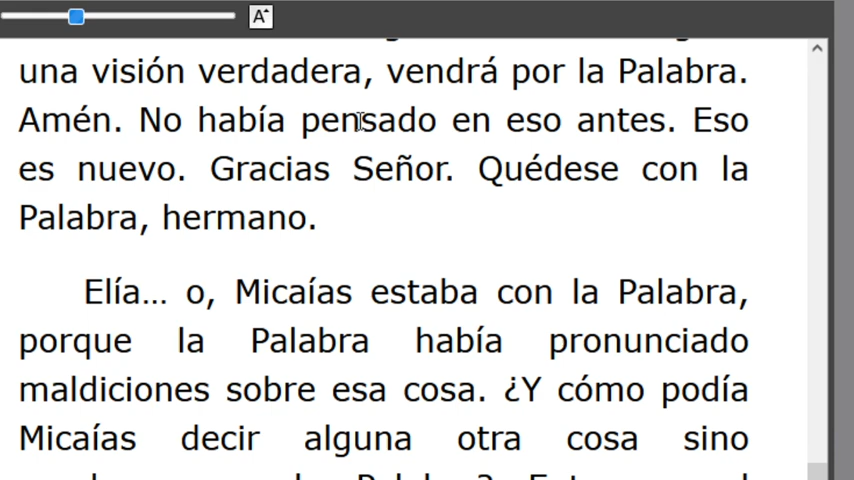 A
una visión verdadera, vendrá por la Palabra.
Amén. No había pensado en eso antes. Eso
es nuevo. Gracias Señor. Quédese con la
Palabra, hermano.
Elía... o, Micaías estaba con la Palabra,
porque la Palabra había pronunciado
maldiciones sobre esa cosa. ¿Y cómo podía
Micaías decir alguna otra cosa sino